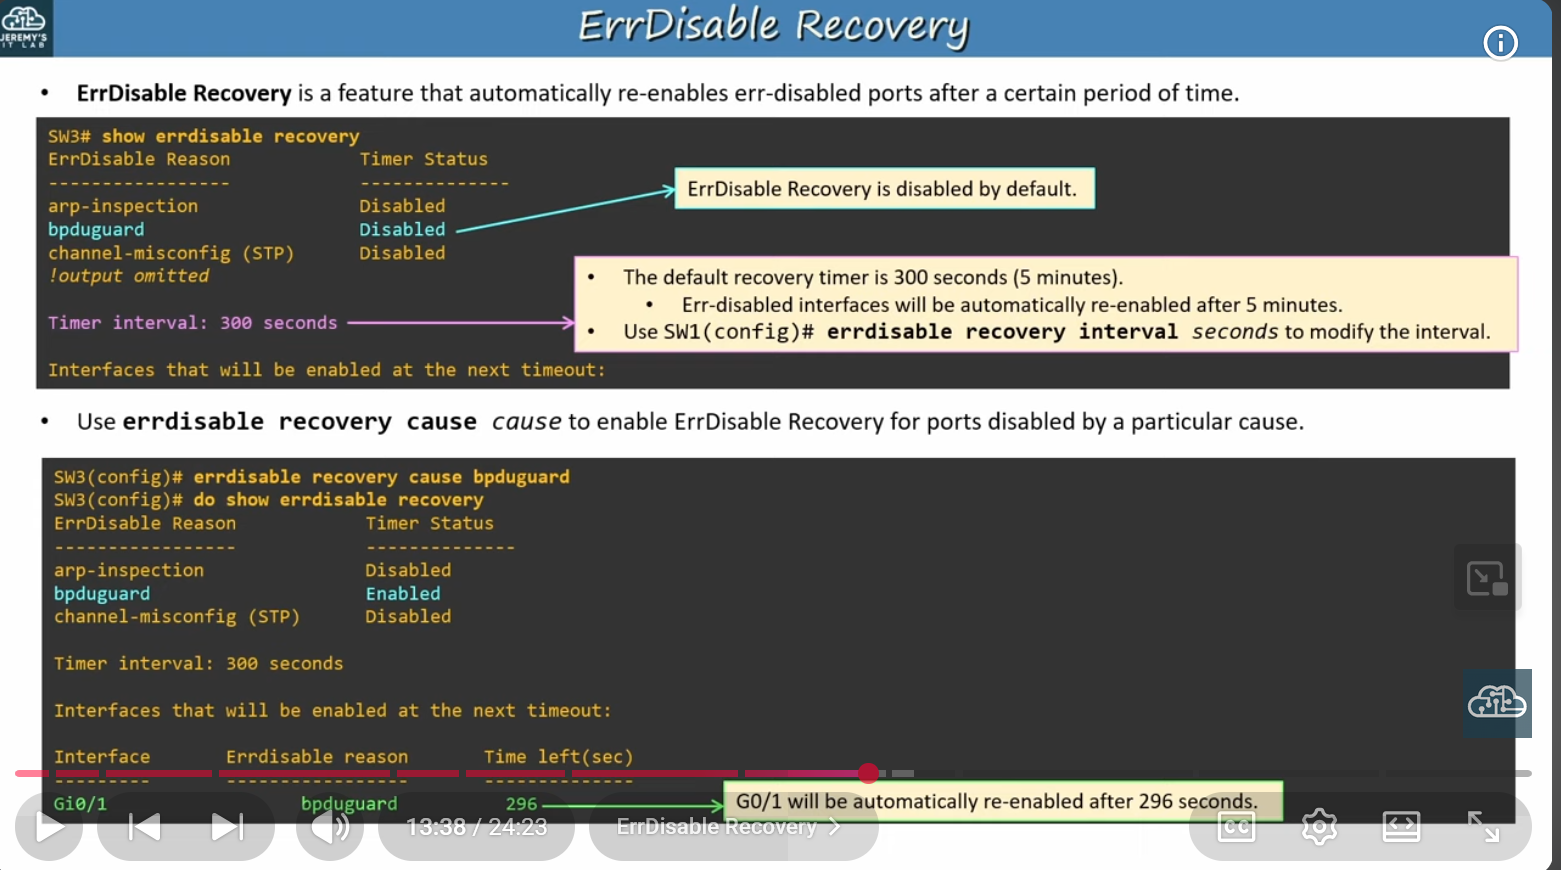 ErrDisable Recovery
JEREMY'S
IT LAB
• ErrDisable Recovery is a feature that automatically re-enables err-disabled ports after a certain period of time.
SW3# show errdisable recovery
ErrDisable Reason Timer Status
----------------- --------------
arp-inspection Disabled
bpduguard Disabled
channel-misconfig (STP) Disabled
!output omitted
ErrDisable Recovery is disabled by default.
Timer interval: 300 seconds
• The default recovery timer is 300 seconds (5 minutes).
• Err-disabled interfaces will be automatically re-enabled after 5 minutes.
• Use SW1(config)# errdisable recovery interval seconds to modify the interval.
Interfaces that will be enabled at the next timeout:
• Use errdisable recovery cause cause to enable ErrDisable Recovery for ports disabled by a particular cause.
SW3(config)# errdisable recovery cause bpduguard
SW3(config)# do show errdisable recovery
ErrDisable Reason Timer Status
----------------- --------------
arp-inspection Disabled
bpduguard Enabled
channel-misconfig (STP) Disabled
Timer interval: 300 seconds
Interfaces that will be enabled at the next timeout:
Interface Errdisable reason Time left(sec)
--------- ----------------- --------------
Gi0/1 bpduguard 296
G0/1 will be automatically re-enabled after 296 seconds.
13:38 / 24:23
ErrDisable Recovery
CC